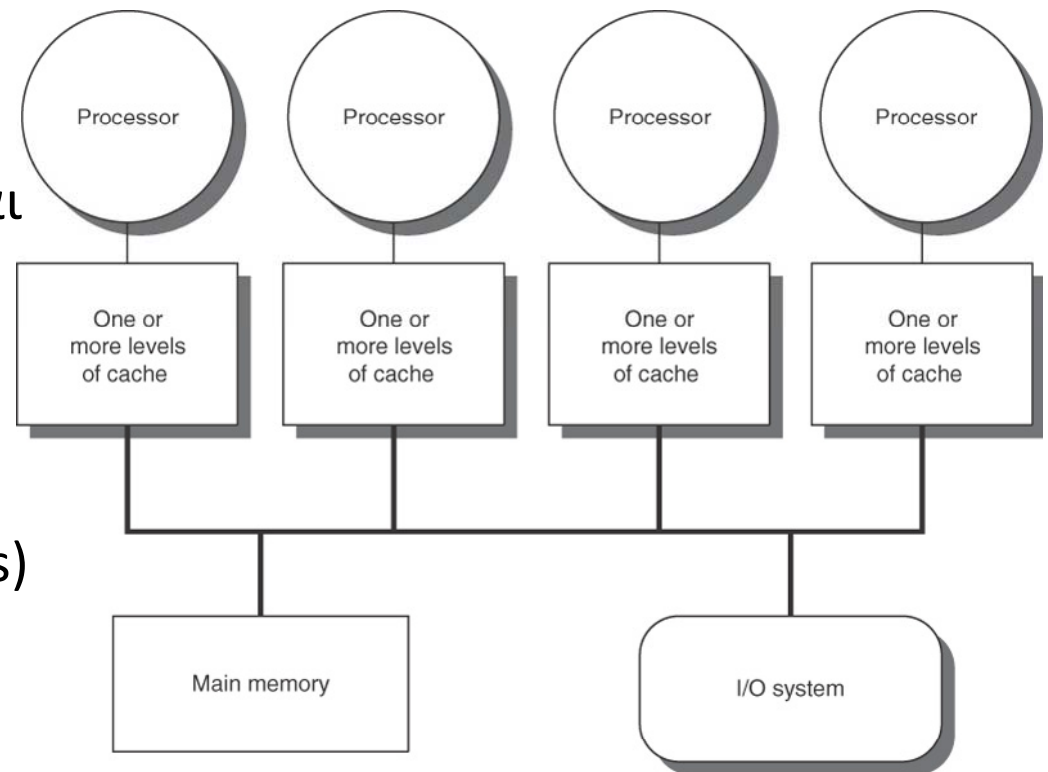 Processor
Processor
Processor
Processor
ι
One or
more levels
of cache
One or
more levels
of cache
One or
more levels
of cache
One or
more levels
of cache
s)
Main memory
I/O system